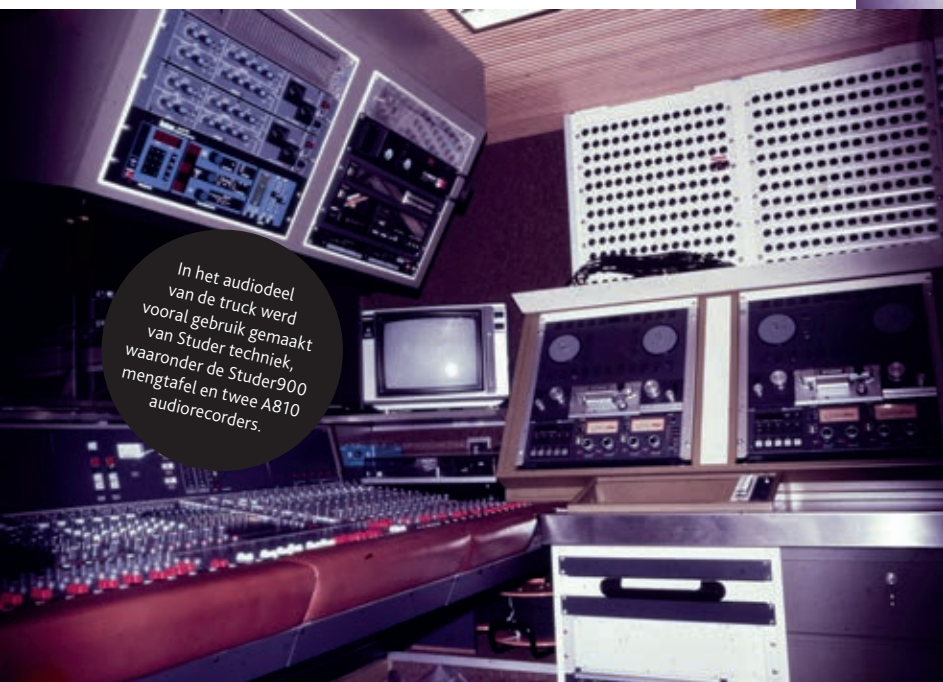 In het audiodeel
van de truck werd
vooral gebruik gemaakt
van Studer techniek,
waaronder de Studer900
mengtafel en twee A810
audiorecorders.